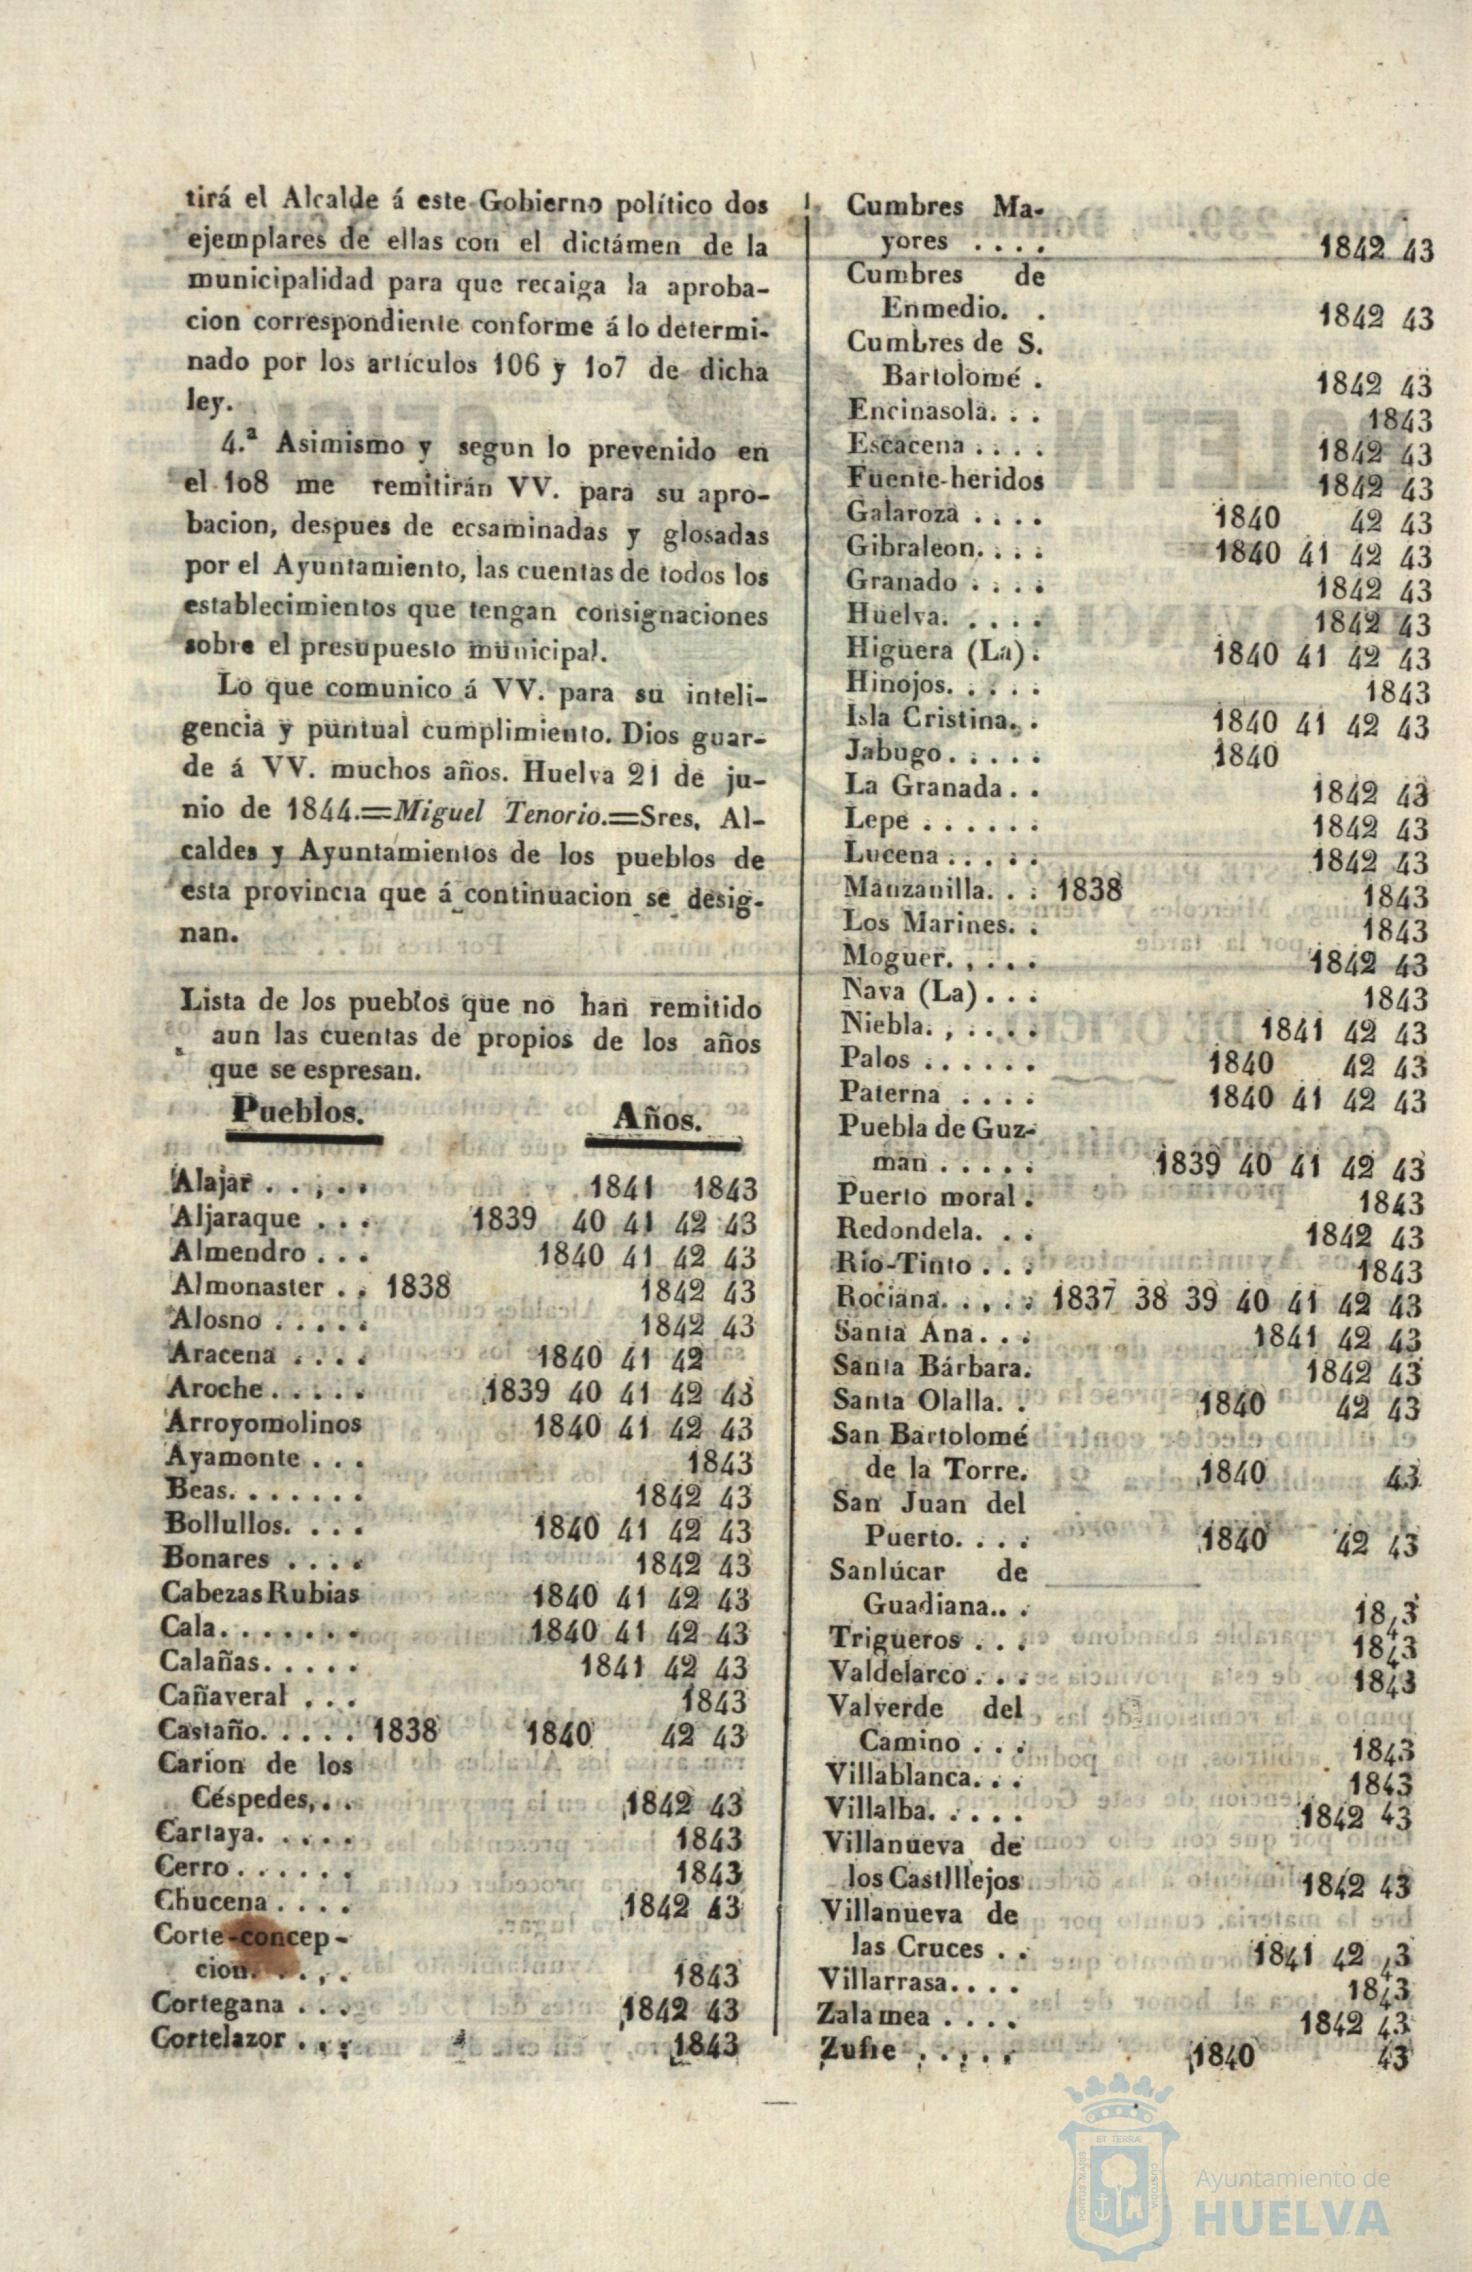 tirá el Alcalde á este Gobierno político dos
ejemplares de ellas con el dictámen de la
municipalidad para que recaiga la aproba-
cion correspondiente conforme á lo determi-
nado por los artículos 106 y 1o7 de dicha
ley.
4.ª Asimismo y segun lo prevenido en
el 1o8 me remitirán VV. para su apro-
bacion, despues de ecsaminadas y glosadas
por el Ayuntamiento, las cuentas de todos los
establecimientos que tengan consignaciones
sobre el presupuesto municipal.
Lo que comunico á VV. para su inteli-
gencia y puntual cumplimiento. Dios guar-
de á VV. muchos años. Huelva 21 de ju-
nio de 1844.=Miguel Tenorio.=Sres. Al-
caldes y Ayuntamientos de los pueblos de
esta provincia que á continuacion se desig-
nan.
Lista de los pueblos que no han remitido
aun las cuentas de propios de los años
que se espresan.
Pueblos. Años.
Alajar . . , . . 1841 1843
Aljaraque . . . 1839 40 41 42 43
Almendro . . . 1840 41 42 43
Almonaster . . 1838 1842 43
Alosno . . . . . 1842 43
Aracena . . . . 1840 41 42
Aroche . . . . . 1839 40 41 42 43
Arroyomolinos 1840 41 42 43
Ayamonte . . . 1843
Beas. . . . . . . 1842 43
Bollullos. . . . 1840 41 42 43
Bonares . . . . 1842 43
Cabezas Rubias 1840 41 42 43
Cala. . . . . . . 1840 41 42 43
Calañas. . . . . 1841 42 43
Cañaveral . . . 1843
Castaño. . . . . 1838 1840 42 43
Carion de los
Céspedes, . . 1842 43
Cartaya. . . . . 1843
Cerro . . . . . . 1843
Chucena . . . . 1842 43
Corte-concep-
cion. . . , . 1843
Cortegana . . . 1842 43
Cortelazor . . . 1843
Cumbres Ma-
yores . . . . 1842 43
Cumbres de
Enmedio. . 1842 43
Cumbres de S.
Bartolomé . 1842 43
Encinasola. . . 1843
Escacena . . . . 1842 43
Fuente-heridos 1842 43
Galaroza . . . . 1840 42 43
Gibraleon. . . . 1840 41 42 43
Granado . . . . 1842 43
Huelva. . . . . 1842 43
Higuera (La). 1840 41 42 43
Hinojos. . . . . 1843
Isla Cristina. . 1840 41 42 43
Jabugo . . . . . 1840
La Granada . . 1842 43
Lepe . . . . . . 1842 43
Lucena . . . . . 1842 43
Manzanilla. . . 1838 1843
Los Marines. . 1843
Moguer. , . . . 1842 43
Nava (La) . . . 1843
Niebla. , . . . . 1841 42 43
Palos . . . . . . 1840 42 43
Paterna . . . . 1840 41 42 43
Puebla de Guz-
man . . . . . 1839 40 41 42 43
Puerto moral . 1843
Redondela. . . 1842 43
Rio-Tinto . . . 1843
Rociana. . . . . 1837 38 39 40 41 42 43
Santa Ana. . . 1841 42 43
Santa Bárbara. 1842 43
Santa Olalla. . 1840 42 43
San Bartolomé
de la Torre. 1840 43
San Juan del
Puerto. . . . 1840 42 43
Sanlúcar de
Guadiana.. . 1843
Trigueros . . . 1843
Valdelarco . . . 1843
Valverde del
Camino . . . 1843
Villablanca. . . 1843
Villalba. . . . . 1842 43
Villanueva de
los Castlllejos 1842 43
Villanueva de
las Cruces . . 1841 42 43
Villarrasa. . . . 1843
Zalamea . . . . 1842 43
Zufre . . . . . 1840 43
ET TERRAE
PORTUS MARIS
CUSTODIA
Ayuntamiento de
HUELVA